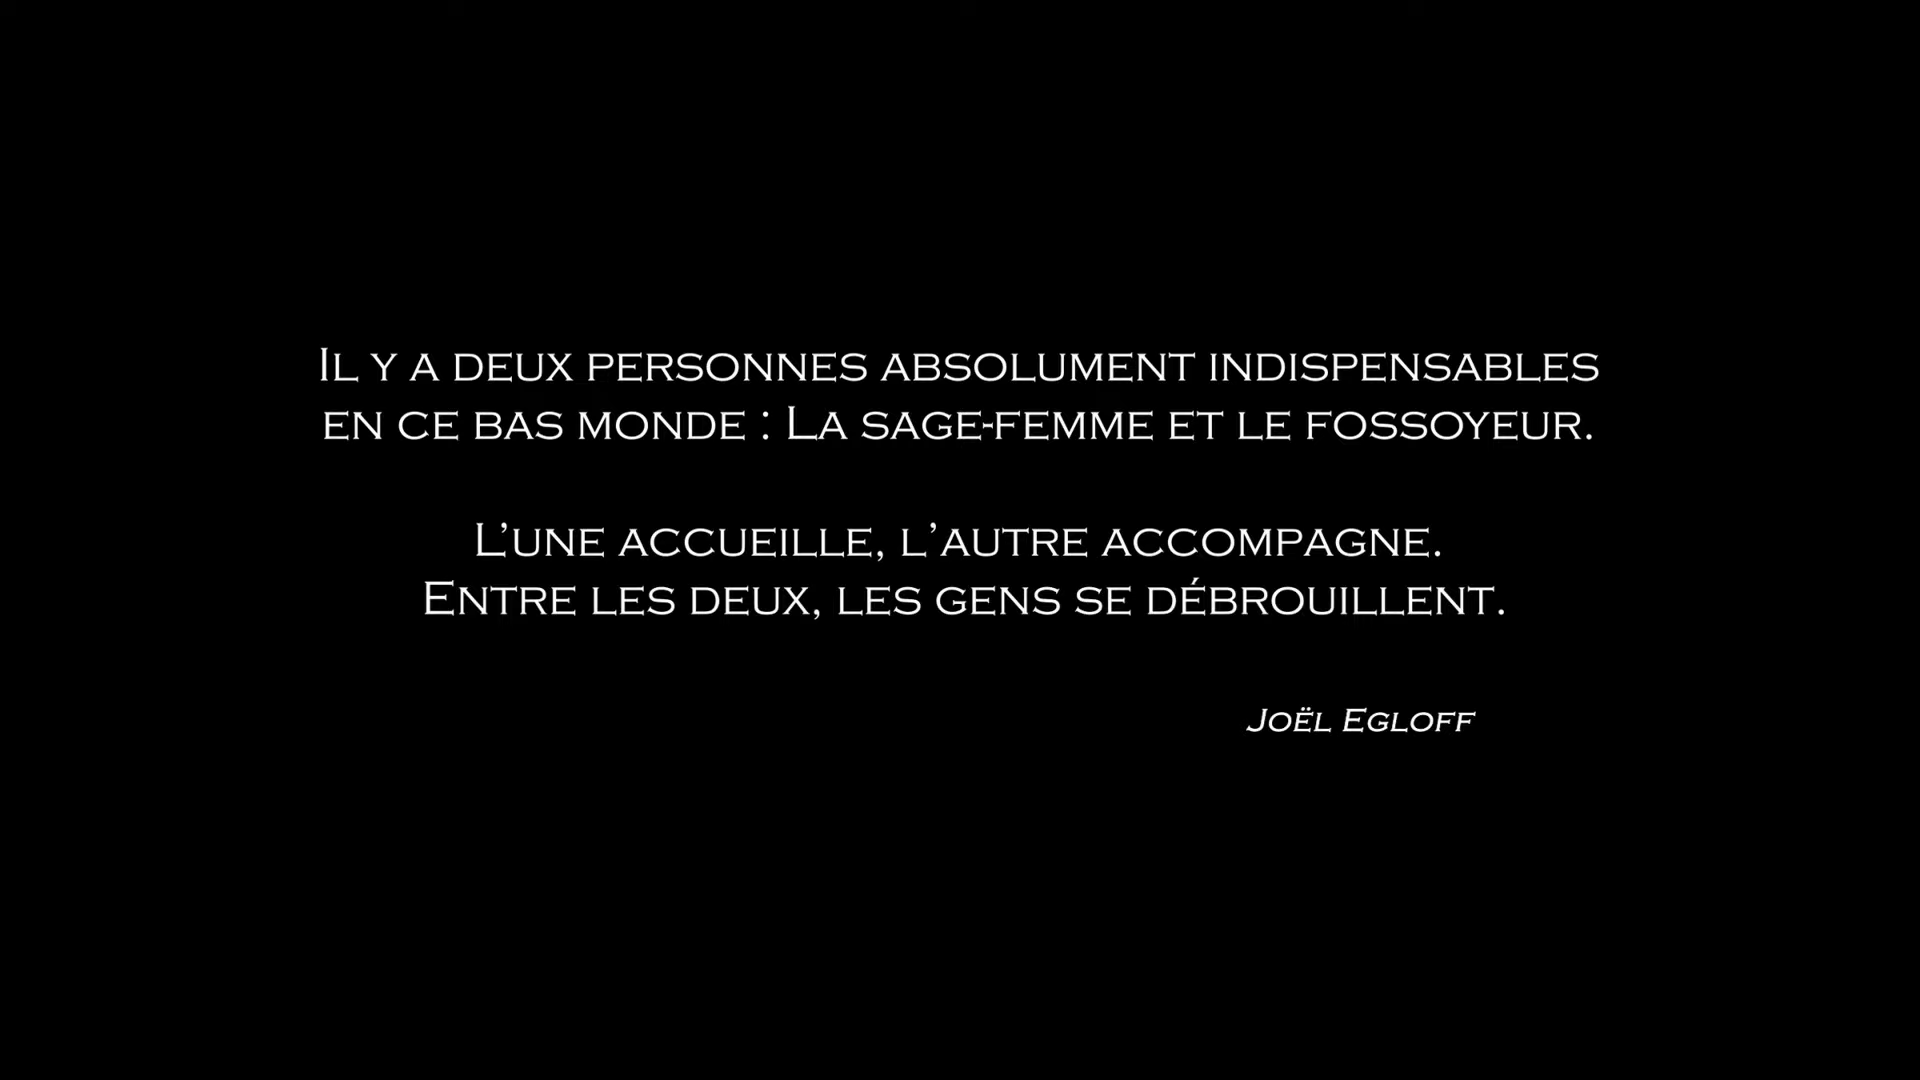 Il y a deux personnes absolument indispensables
en ce bas monde : La sage-femme et le fossoyeur.
L’une accueille, l’autre accompagne.
Entre les deux, les gens se débrouillent.
Joël Egloff